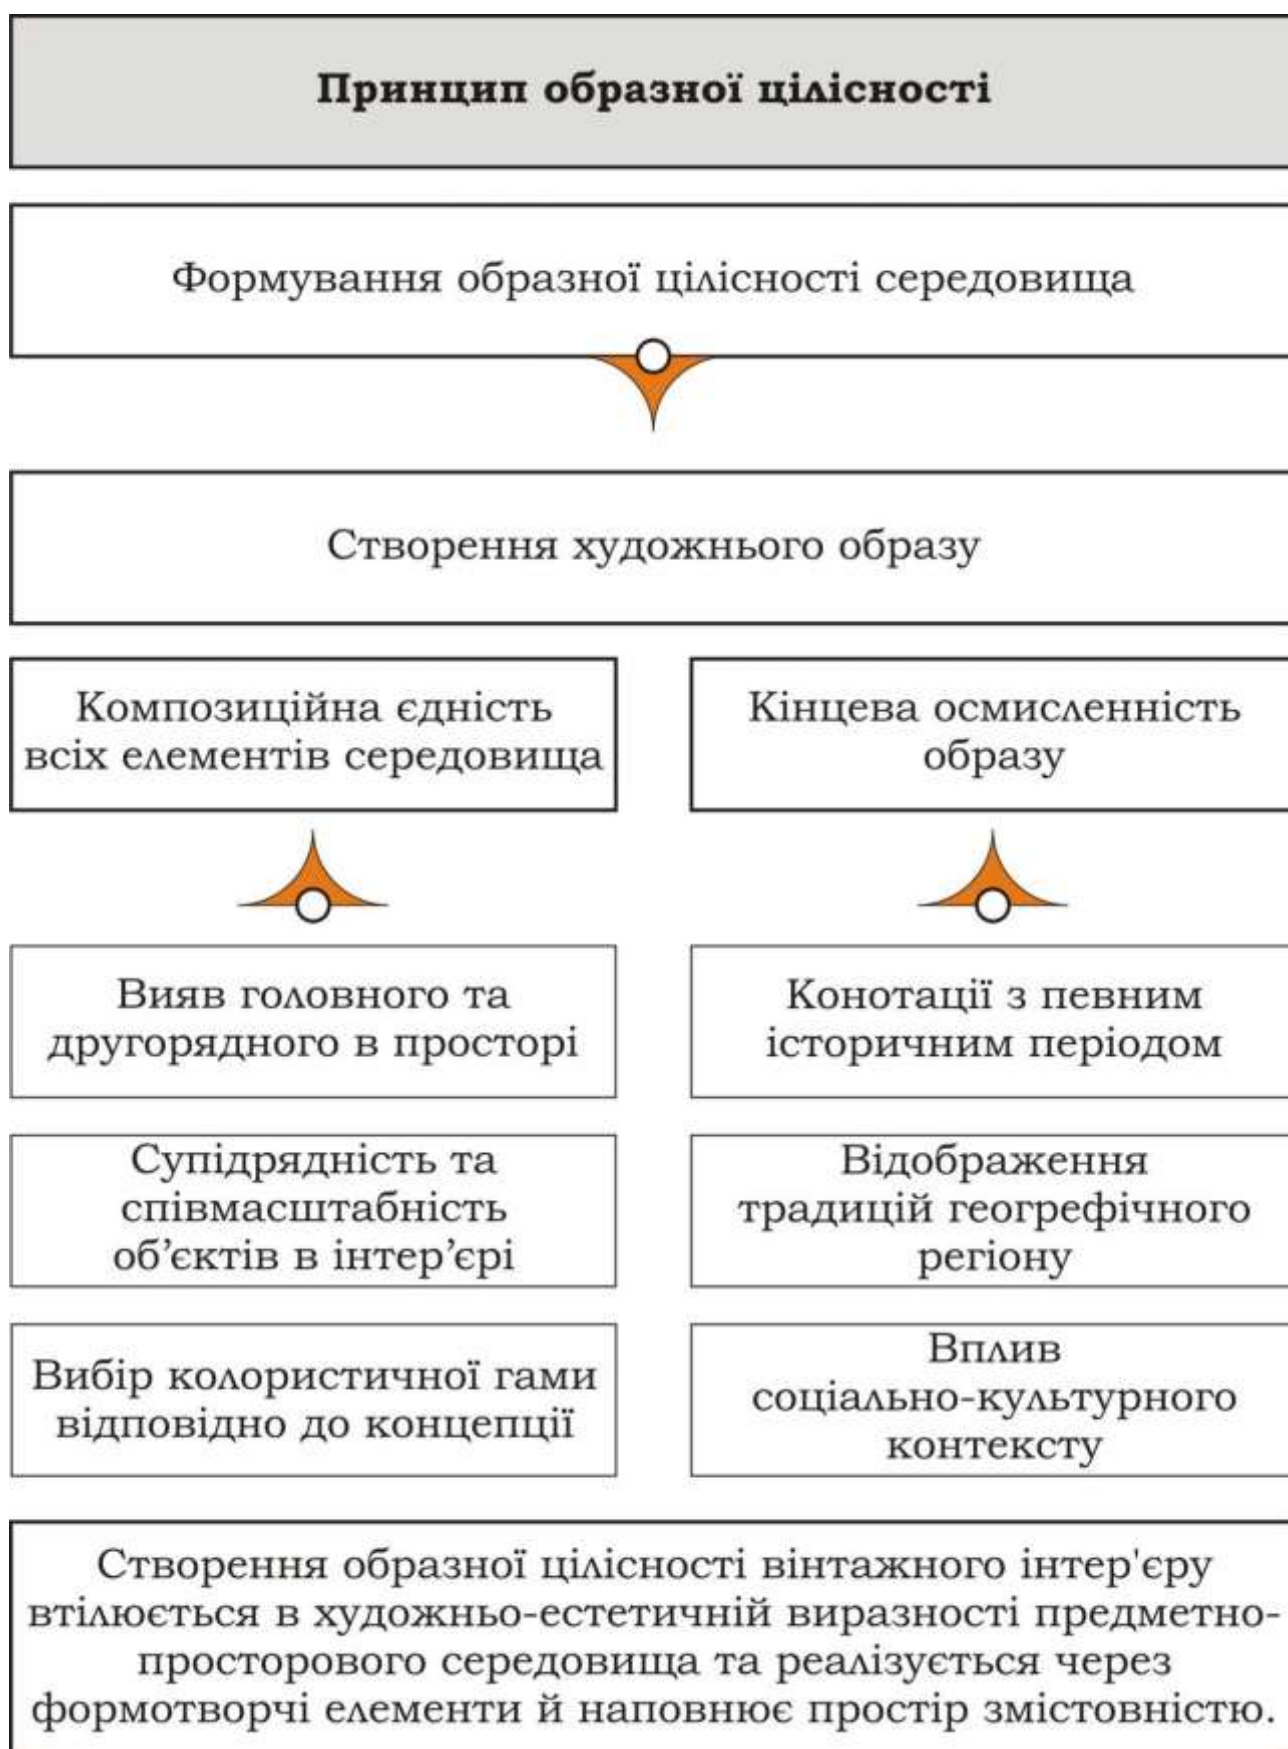 Принцип образної цілісності
Формування образної цілісності середовища
Створення художнього образу
Композиційна єдність
всіх елементів середовища
Кінцева осмисленність
образу
Вияв головного та
другорядного в просторі
Конотації з певним
історичним періодом
Супідрядність та
співмасштабність
об’єктів в інтер’єрі
Відображення
традицій геогрефічного
регіону
Вибір колористичної гами
відповідно до концепції
Вплив
соціально-культурного
контексту
Створення образної цілісності вінтажного інтер'єру
втілюється в художньо-естетичній виразності предметно-
просторового середовища та реалізується через
формотворчі елементи й наповнює простір змістовністю.